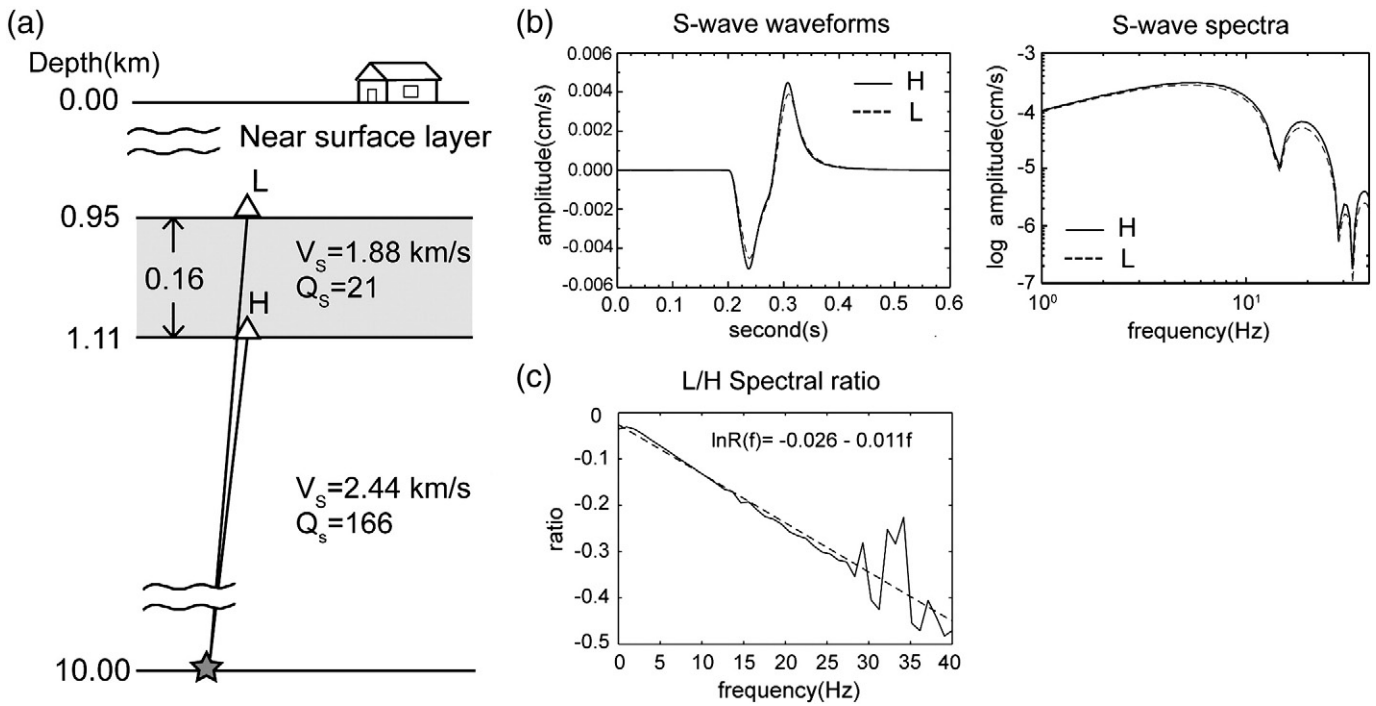 (a)
Depth(km)
0.00
Near surface layer
L
0.95
V_S=1.88 km/s
0.16
Q_S=21
H
1.11
V_S=2.44 km/s
Q_s=166
10.00
(b)
S-wave waveforms
amplitude(cm/s)
0.006
0.004
0.002
0.000
-0.002
-0.004
-0.006
H
L
0.0 0.1 0.2 0.3 0.4 0.5 0.6
second(s)
S-wave spectra
log amplitude(cm/s)
-3
-4
-5
-6
-7
H
L
10⁰ 10¹
frequency(Hz)
(c)
L/H Spectral ratio
lnR(f)= -0.026 - 0.011f
ratio
0
-0.1
-0.2
-0.3
-0.4
-0.5
0 5 10 15 20 25 30 35 40
frequency(Hz)